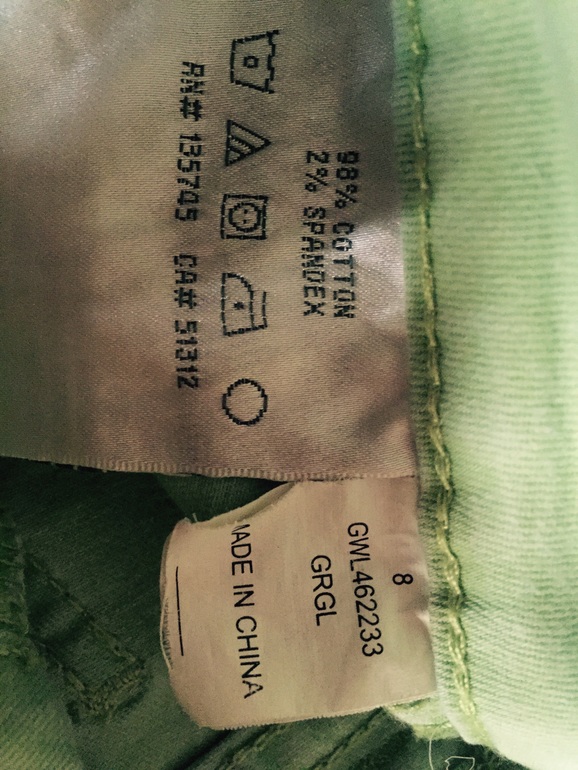 98% COTTON
2% SPANDEX
RN# 135745 CA# 51312
8
GWL462233
GRGL
MADE IN CHINA